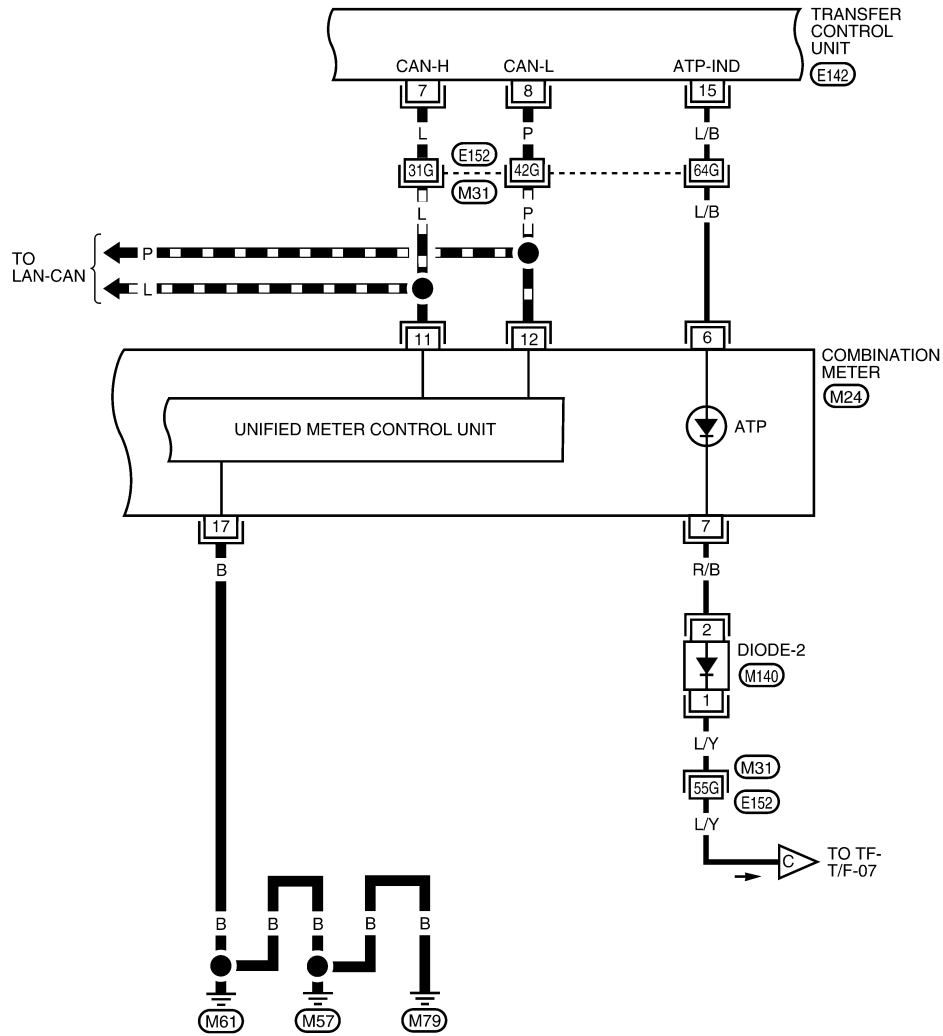 TRANSFER
CONTROL
UNIT
E142
CAN-H
CAN-L
ATP-IND
7
8
15
L
P
L/B
31G
E152
42G
64G
M31
L
P
L/B
TO
LAN-CAN
P
L
11
12
6
COMBINATION
METER
M24
UNIFIED METER CONTROL UNIT
ATP
17
7
B
R/B
2
DIODE-2
M140
1
L/Y
M31
55G
E152
L/Y
C
TO TF-
T/F-07
B
B
B
B
B
M61
M57
M79